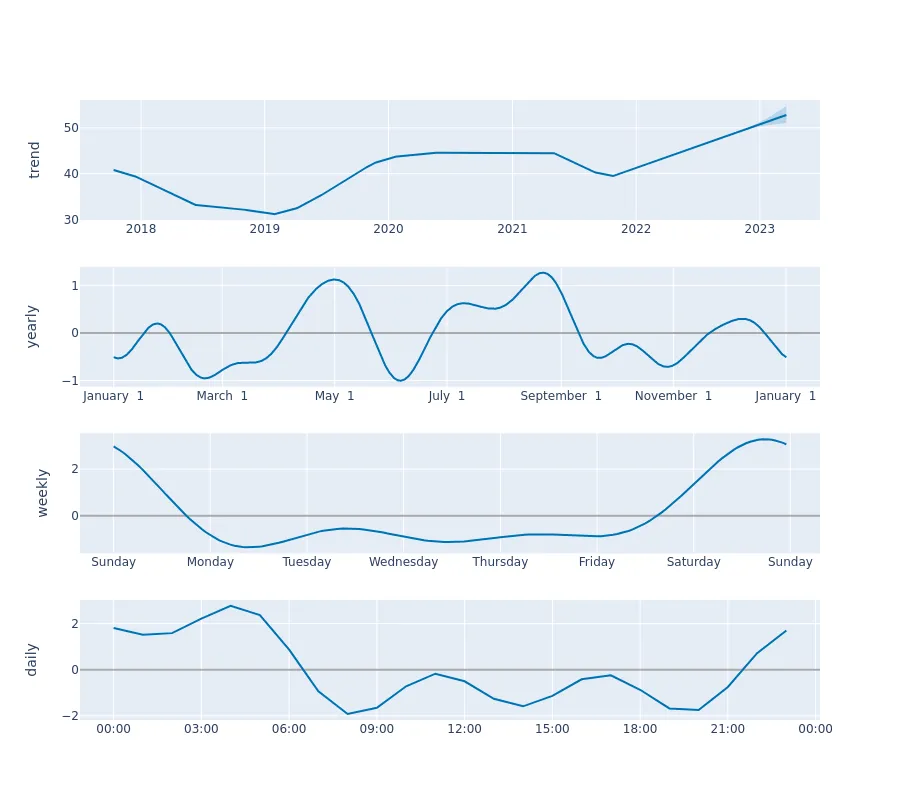 trend
50
40
30
2018 2019 2020 2021 2022 2023
yearly
1
0
−1
January 1 March 1 May 1 July 1 September 1 November 1 January 1
weekly
2
0
Sunday Monday Tuesday Wednesday Thursday Friday Saturday Sunday
daily
2
0
−2
00:00 03:00 06:00 09:00 12:00 15:00 18:00 21:00 00:00